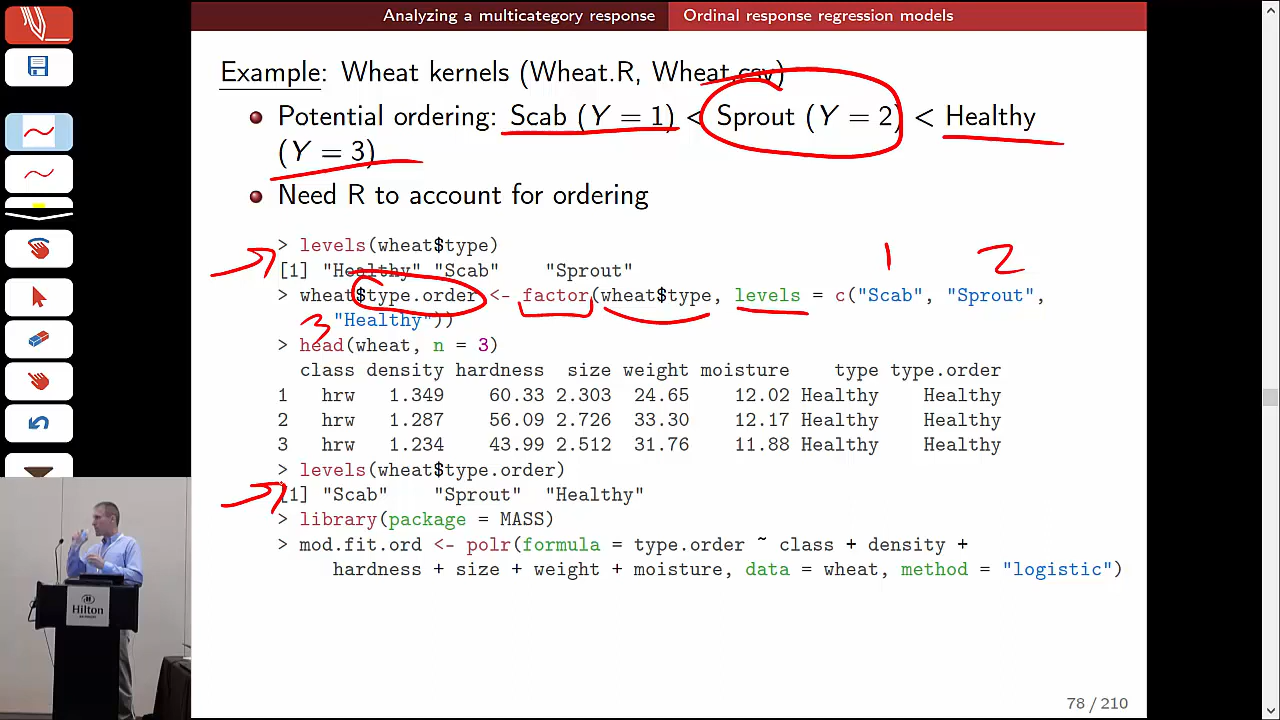 Analyzing a multicategory response Ordinal response regression models
Example: Wheat kernels (Wheat.R, Wheat.csv)
Potential ordering: Scab (Y = 1) < Sprout (Y = 2) < Healthy
(Y = 3)
Need R to account for ordering
> levels(wheat$type)
[1] "Healthy" "Scab" "Sprout"
1 2
> wheat$type.order <- factor(wheat$type, levels = c("Scab", "Sprout",
3 "Healthy"))
> head(wheat, n = 3)
class density hardness size weight moisture type type.order
1 hrw 1.349 60.33 2.303 24.65 12.02 Healthy Healthy
2 hrw 1.287 56.09 2.726 33.30 12.17 Healthy Healthy
3 hrw 1.234 43.99 2.512 31.76 11.88 Healthy Healthy
> levels(wheat$type.order)
[1] "Scab" "Sprout" "Healthy"
> library(package = MASS)
> mod.fit.ord <- polr(formula = type.order ~ class + density +
hardness + size + weight + moisture, data = wheat, method = "logistic")
Hilton
78 / 210